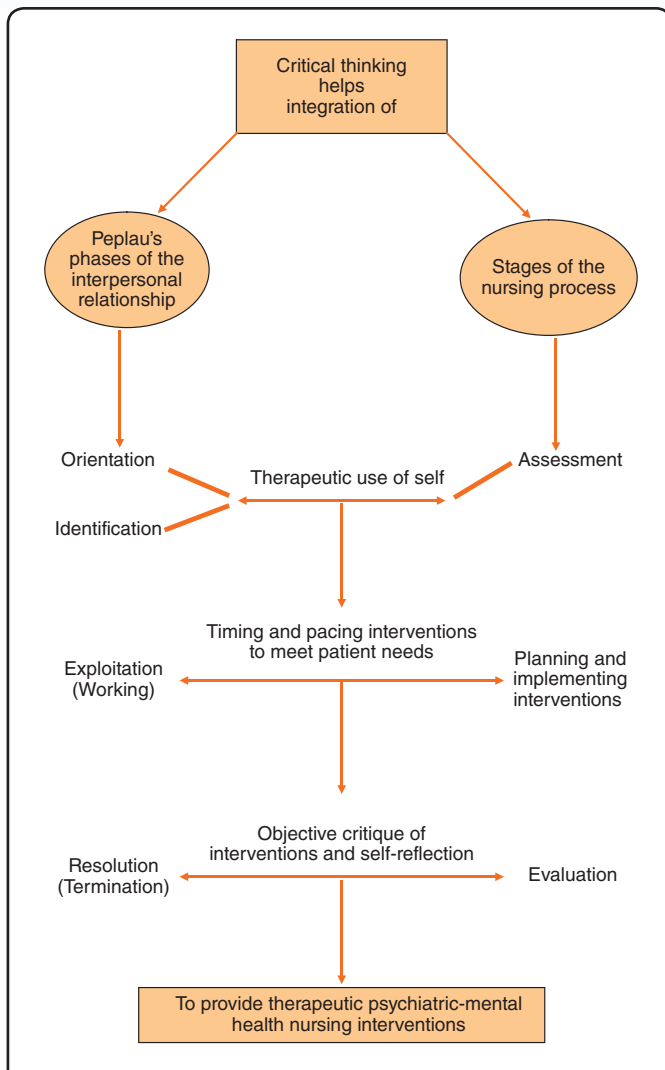 Critical thinking
helps
integration of
Peplau's
phases of the
interpersonal
relationship
Stages of the
nursing process
Orientation
Identification
Therapeutic use of self
Assessment
Timing and pacing interventions
to meet patient needs
Exploitation
(Working)
Planning and
implementing
interventions
Objective critique of
interventions and self-reflection
Resolution
(Termination)
Evaluation
To provide therapeutic psychiatric-mental
health nursing interventions